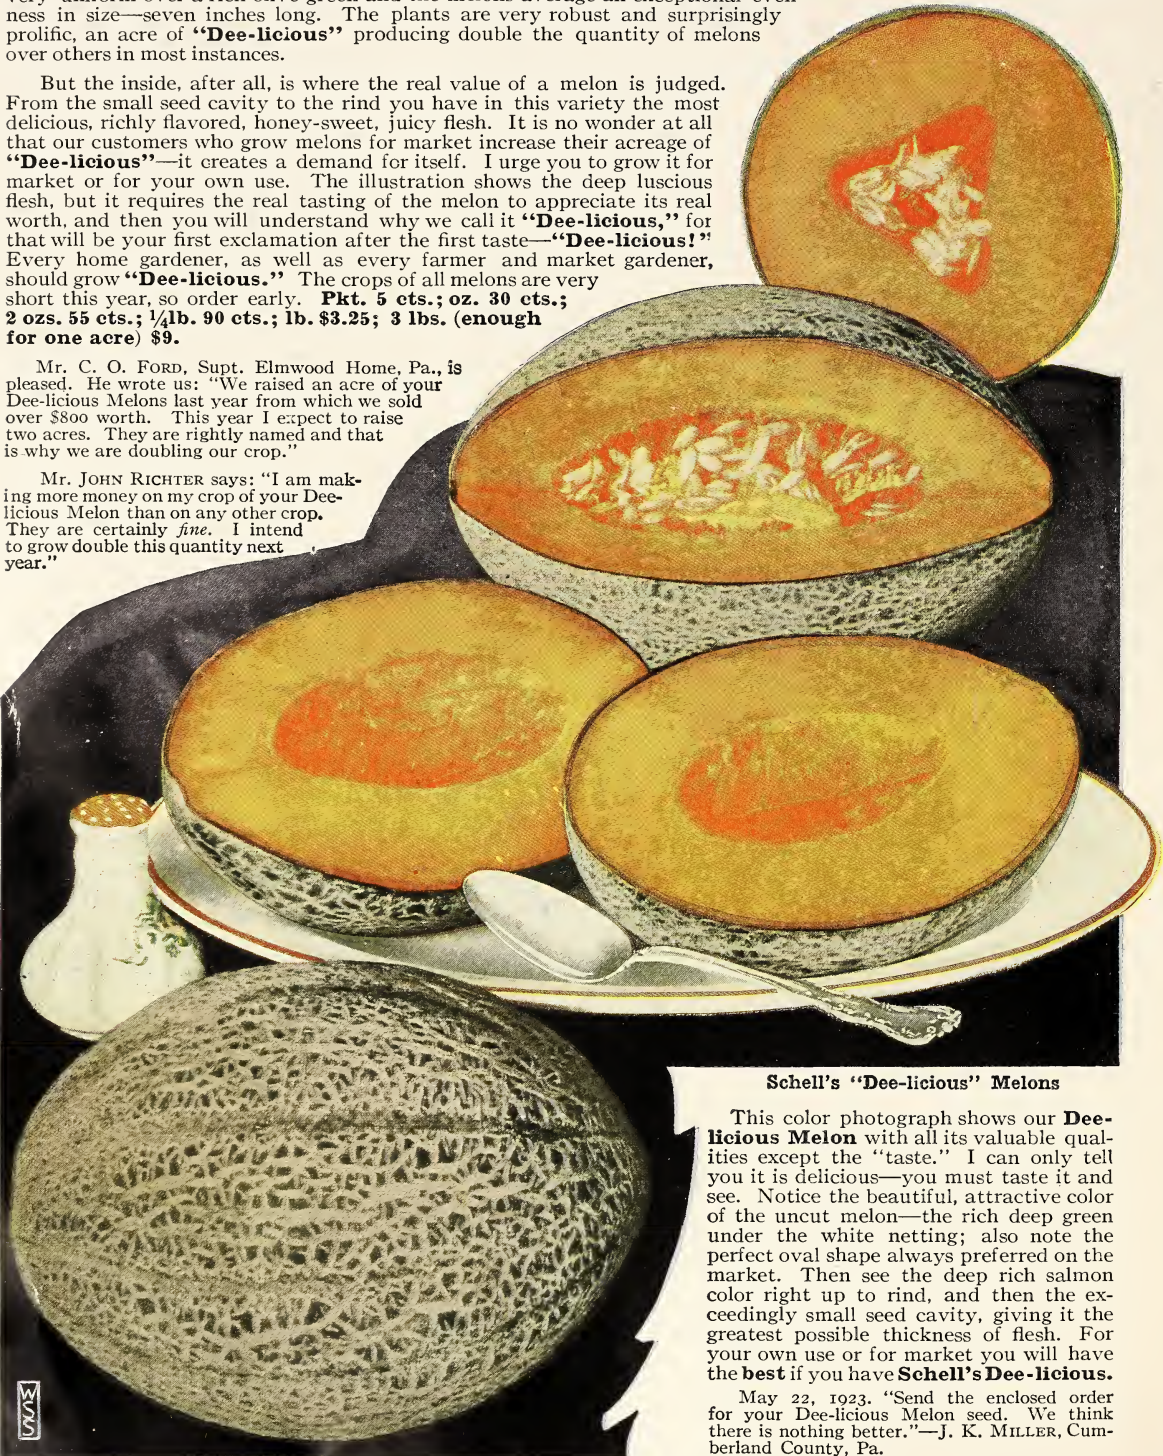 ness in size—seven inches long. The plants are very robust and surprisingly
prolific, an acre of “Dee-licious” producing double the quantity of melons
over others in most instances.
But the inside, after all, is where the real value of a melon is judged.
From the small seed cavity to the rind you have in this variety the most
delicious, richly flavored, honey-sweet, juicy flesh. It is no wonder at all
that our customers who grow melons for market increase their acreage of
“Dee-licious”—it creates a demand for itself. I urge you to grow it for
market or for your own use. The illustration shows the deep luscious
flesh, but it requires the real tasting of the melon to appreciate its real
worth, and then you will understand why we call it “Dee-licious,” for
that will be your first exclamation after the first taste—“Dee-licious!”
Every home gardener, as well as every farmer and market gardener,
should grow “Dee-licious.” The crops of all melons are very
short this year, so order early. Pkt. 5 cts.; oz. 30 cts.;
2 ozs. 55 cts.; ¼lb. 90 cts.; lb. $3.25; 3 lbs. (enough
for one acre) $9.
Mr. C. O. FORD, Supt. Elmwood Home, Pa., is
pleased. He wrote us: “We raised an acre of your
Dee-licious Melons last year from which we sold
over $800 worth. This year I expect to raise
two acres. They are rightly named and that
is why we are doubling our crop.”
Mr. JOHN RICHTER says: “I am mak-
ing more money on my crop of your Dee-
licious Melon than on any other crop.
They are certainly fine. I intend
to grow double this quantity next
year.”
Schell’s “Dee-licious” Melons
This color photograph shows our Dee-
licious Melon with all its valuable qual-
ities except the “taste.” I can only tell
you it is delicious—you must taste it and
see. Notice the beautiful, attractive color
of the uncut melon—the rich deep green
under the white netting; also note the
perfect oval shape always preferred on the
market. Then see the deep rich salmon
color right up to rind, and then the ex-
ceedingly small seed cavity, giving it the
greatest possible thickness of flesh. For
your own use or for market you will have
the best if you have Schell’s Dee-licious.
May 22, 1923. “Send the enclosed order
for your Dee-licious Melon seed. We think
there is nothing better.”—J. K. MILLER, Cum-
berland County, Pa.
WSS